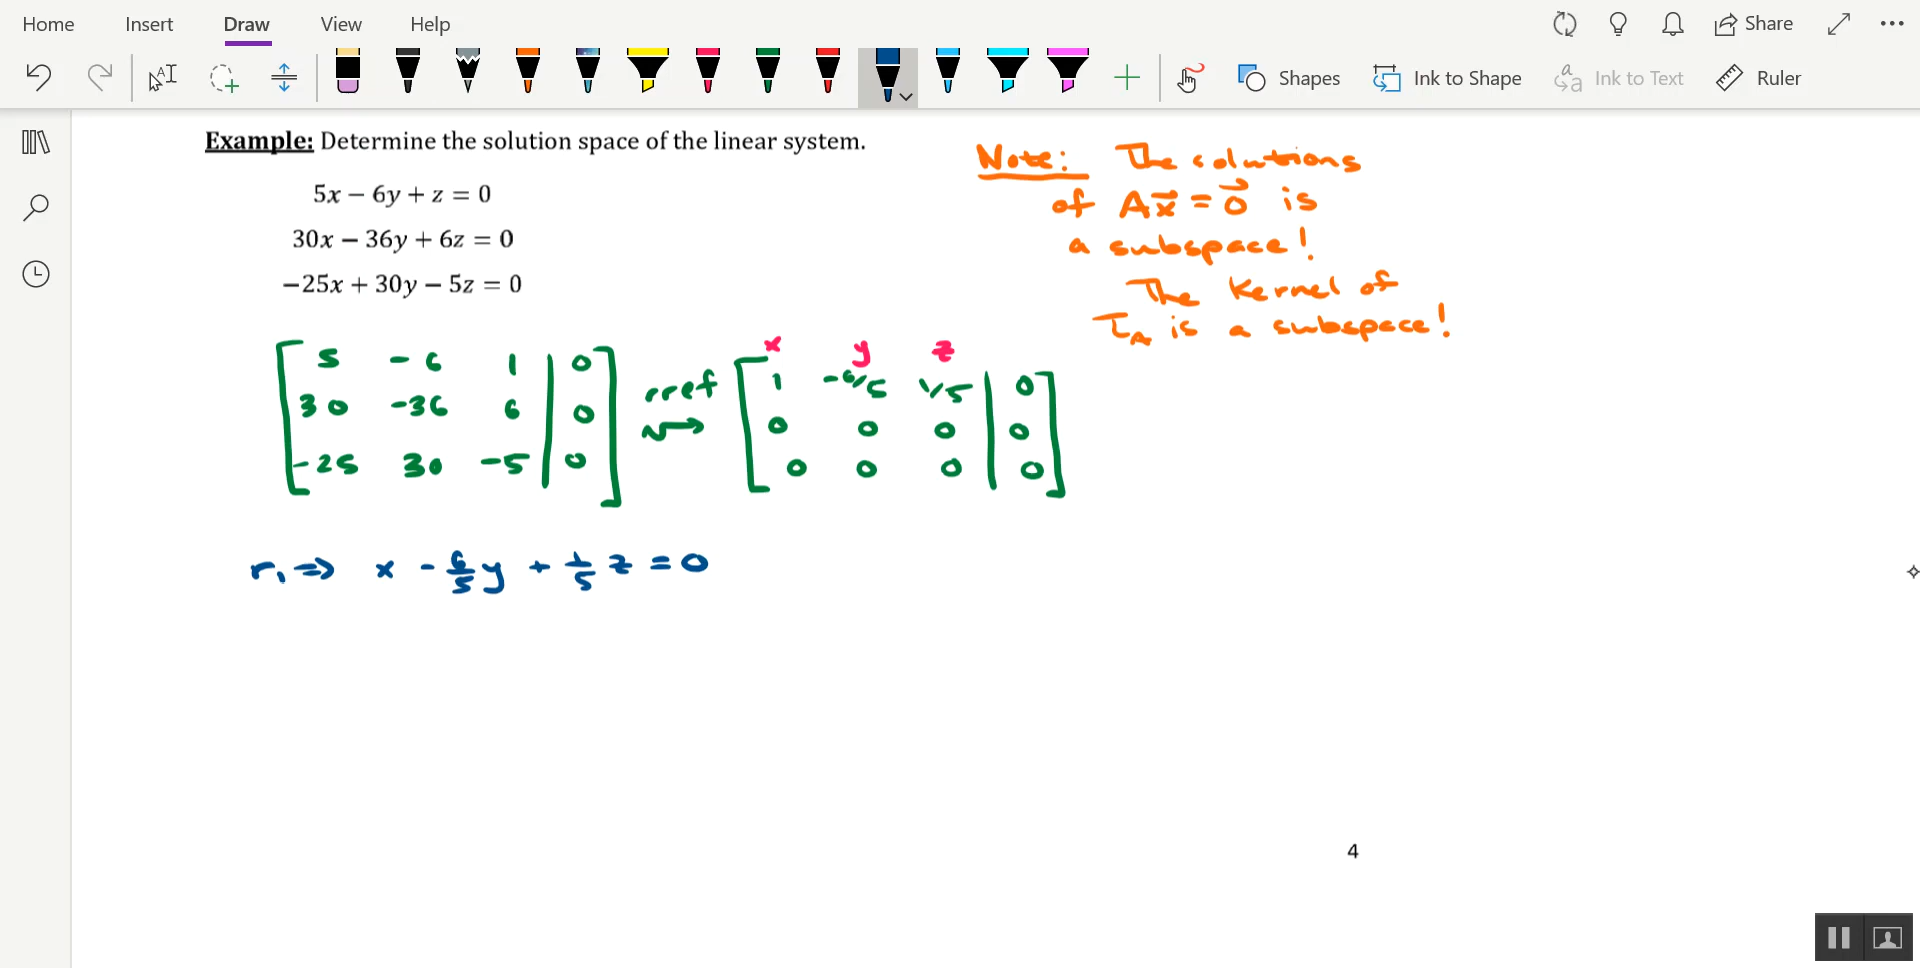 Home Insert Draw View Help Share
Shapes Ink to Shape Ink to Text Ruler
Example: Determine the solution space of the linear system.
5x − 6y + z = 0
30x − 36y + 6z = 0
−25x + 30y − 5z = 0
Note: The solutions
of Ax⃗ = 0⃗ is
a subspace!
The Kernel of
T_A is a subspace!
x y z
[ 5 -6 1 | 0 ] rref [ 1 -6/5 1/5 | 0 ]
[ 30 -36 6 | 0 ] ⟿ [ 0 0 0 | 0 ]
[ -25 30 -5 | 0 ] [ 0 0 0 | 0 ]
r₁ ⇒ x - 6/5 y + 1/5 z = 0
4